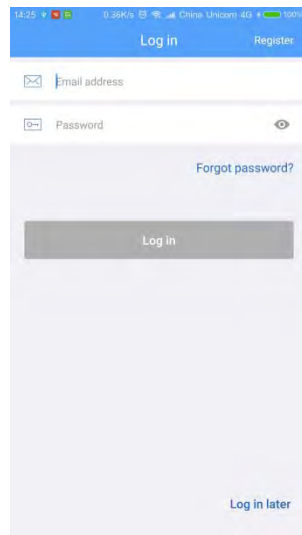 14:25 0.36K/s China Unicom 4G 100%
Log in Register
Email address
Password
Forgot password?
Log in
Log in later